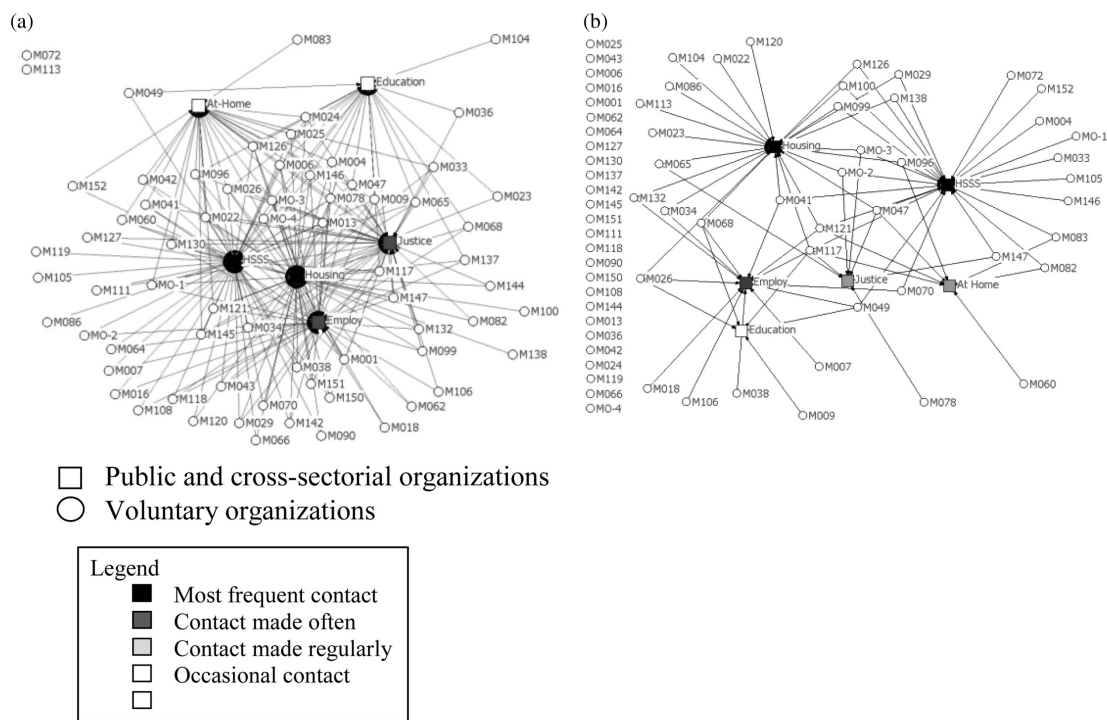 (a)
M083
M104
M072
M113
Education
M049
At-Home
M036
M024
M025
M126
M006
M004
M033
M096
M146
M152
M042
M026
M047
M023
M041
MO-3
M078
M009
M065
M060
M022
MO-4
M013
M068
M127
M130
Justice
M119
HSSS
M137
M105
Housing
M117
M111
MO-1
M144
M147
M121
M100
M086
Employ
M082
MO-2
M145
M034
M132
M064
M001
M099
M138
M007
M038
M016
M118
M043
M151
M106
M108
M150
M070
M062
M120
M029
M142
M018
M066
M090
(b)
M025
M043
M006
M016
M001
M062
M064
M127
M130
M137
M142
M145
M151
M111
M118
M090
M150
M108
M144
M013
M036
M042
M024
M119
M066
MO-4
M120
M104
M022
M126
M029
M072
M086
M100
M152
M113
M099
M138
M004
M023
MO-1
Housing
MO-3
M033
M065
M096
MO-2
HSSS
M105
M132
M041
M146
M034
M047
M068
M121
M083
M117
M147
M082
M026
Employ
Justice
At Home
M070
M049
Education
M007
M018
M038
M060
M106
M078
M009
Public and cross-sectorial organizations
Voluntary organizations
Legend
Most frequent contact
Contact made often
Contact made regularly
Occasional contact